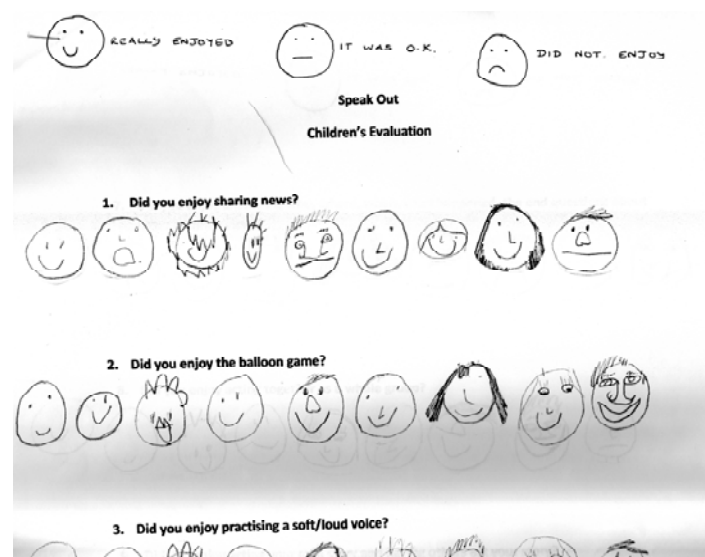 REALLY ENJOYED
IT WAS O.K.
DID NOT. ENJOY
Speak Out
Children's Evaluation
1. Did you enjoy sharing news?
2. Did you enjoy the balloon game?
3. Did you enjoy practising a soft/loud voice?